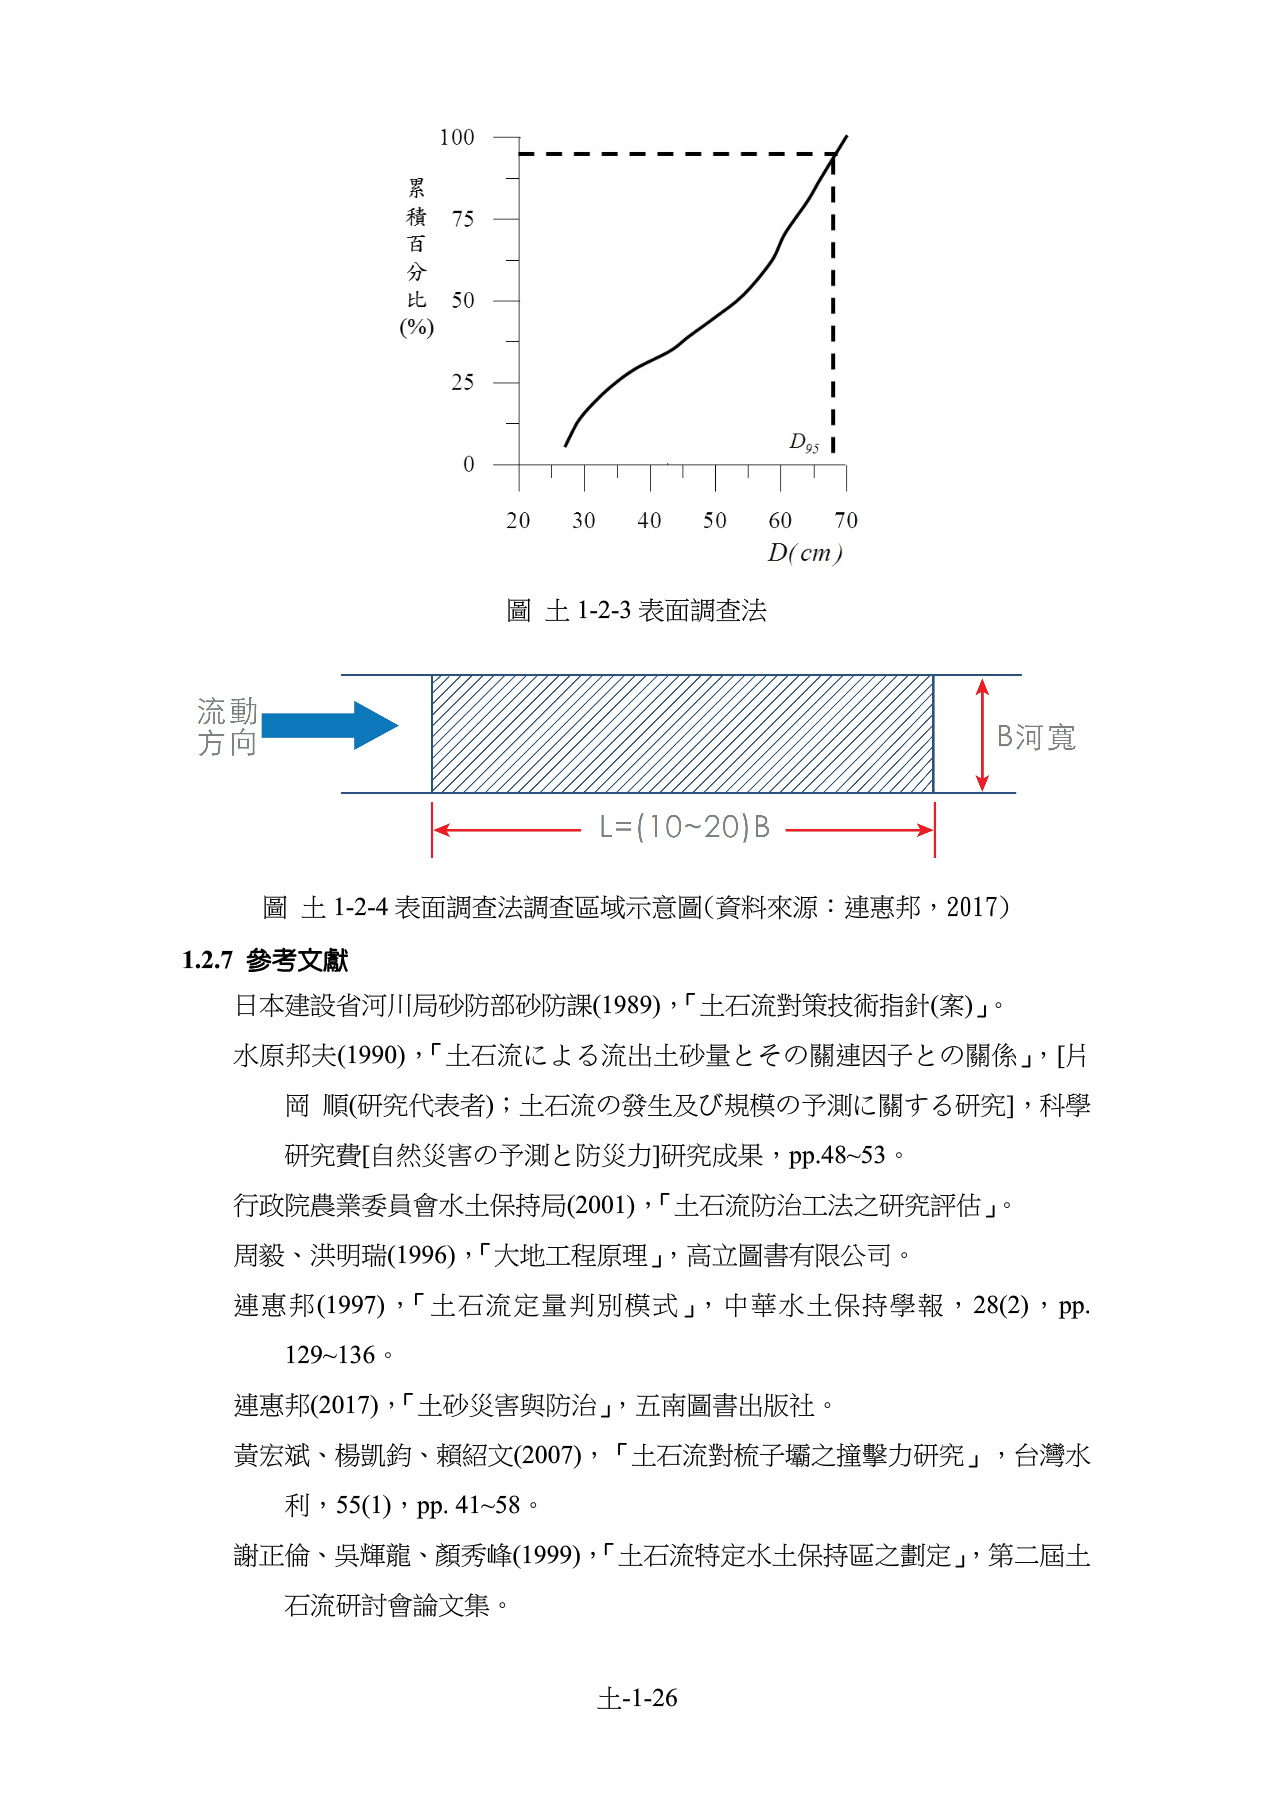 100
累
積
百
分
比
(%)
75
50
25
0
D95
20 30 40 50 60 70
D(cm)
圖 土 1-2-3 表面調查法
流動
方向
B河寬
L=(10~20)B
圖 土 1-2-4 表面調查法調查區域示意圖(資料來源：連惠邦，2017)
1.2.7 參考文獻
日本建設省河川局砂防部砂防課(1989)，「土石流對策技術指針(案)」。
水原邦夫(1990)，「土石流による流出土砂量とその關連因子との關係」，[片
岡 順(研究代表者)；土石流の發生及び規模の予測に關する研究]，科學
研究費[自然災害の予測と防災力]研究成果，pp.48~53。
行政院農業委員會水土保持局(2001)，「土石流防治工法之研究評估」。
周毅、洪明瑞(1996)，「大地工程原理」，高立圖書有限公司。
連惠邦(1997)，「土石流定量判別模式」，中華水土保持學報，28(2)，pp.
129~136。
連惠邦(2017)，「土砂災害與防治」，五南圖書出版社。
黃宏斌、楊凱鈞、賴紹文(2007)，「土石流對梳子壩之撞擊力研究」，台灣水
利，55(1)，pp. 41~58。
謝正倫、吳輝龍、顏秀峰(1999)，「土石流特定水土保持區之劃定」，第二屆土
石流研討會論文集。
土-1-26